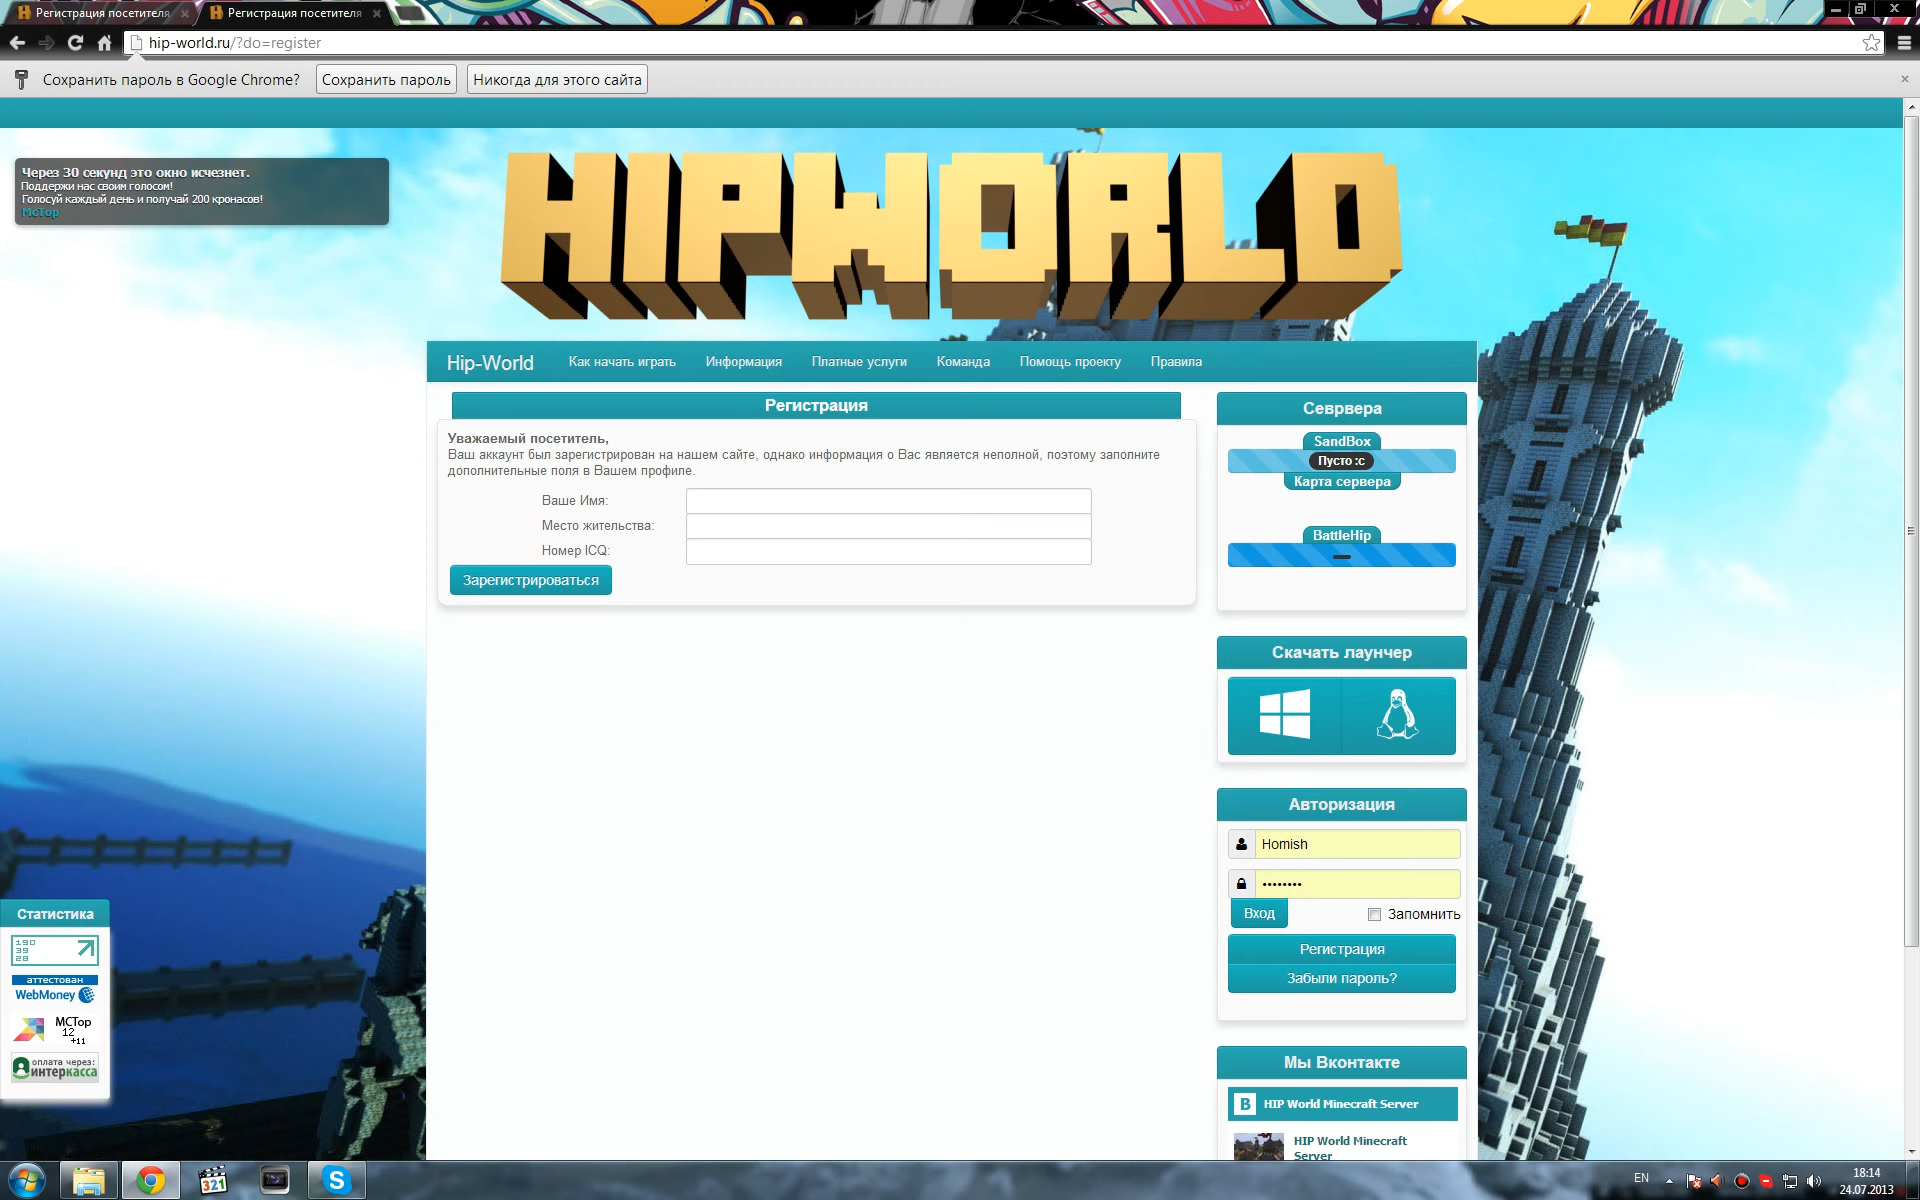 Регистрация посетителя
Регистрация посетителя
hip-world.ru/?do=register
Сохранить пароль в Google Chrome?
Сохранить пароль
Никогда для этого сайта
Через 30 секунд это окно исчезнет.
Поддержи нас своим голосом!
Голосуй каждый день и получай 200 кронасов!
McTop
HIPWORLD
Hip-World
Как начать играть
Информация
Платные услуги
Команда
Помощь проекту
Правила
Регистрация
Уважаемый посетитель,
Ваш аккаунт был зарегистрирован на нашем сайте, однако информация о Вас является неполной, поэтому заполните
дополнительные поля в Вашем профиле.
Ваше Имя:
Место жительства:
Номер ICQ:
Зарегистрироваться
Севрвера
SandBox
Пусто :с
Карта сервера
BattleHip
Скачать лаунчер
Авторизация
Homish
••••••••
Вход
Запомнить
Регистрация
Забыли пароль?
Мы Вконтакте
B
HIP World Minecraft Server
HIP World Minecraft
Server
Статистика
190
39
28
аттестован
WebMoney
MCTop
12
+11
оплата через:
интеркасса
321
S
EN
18:14
24.07.2013